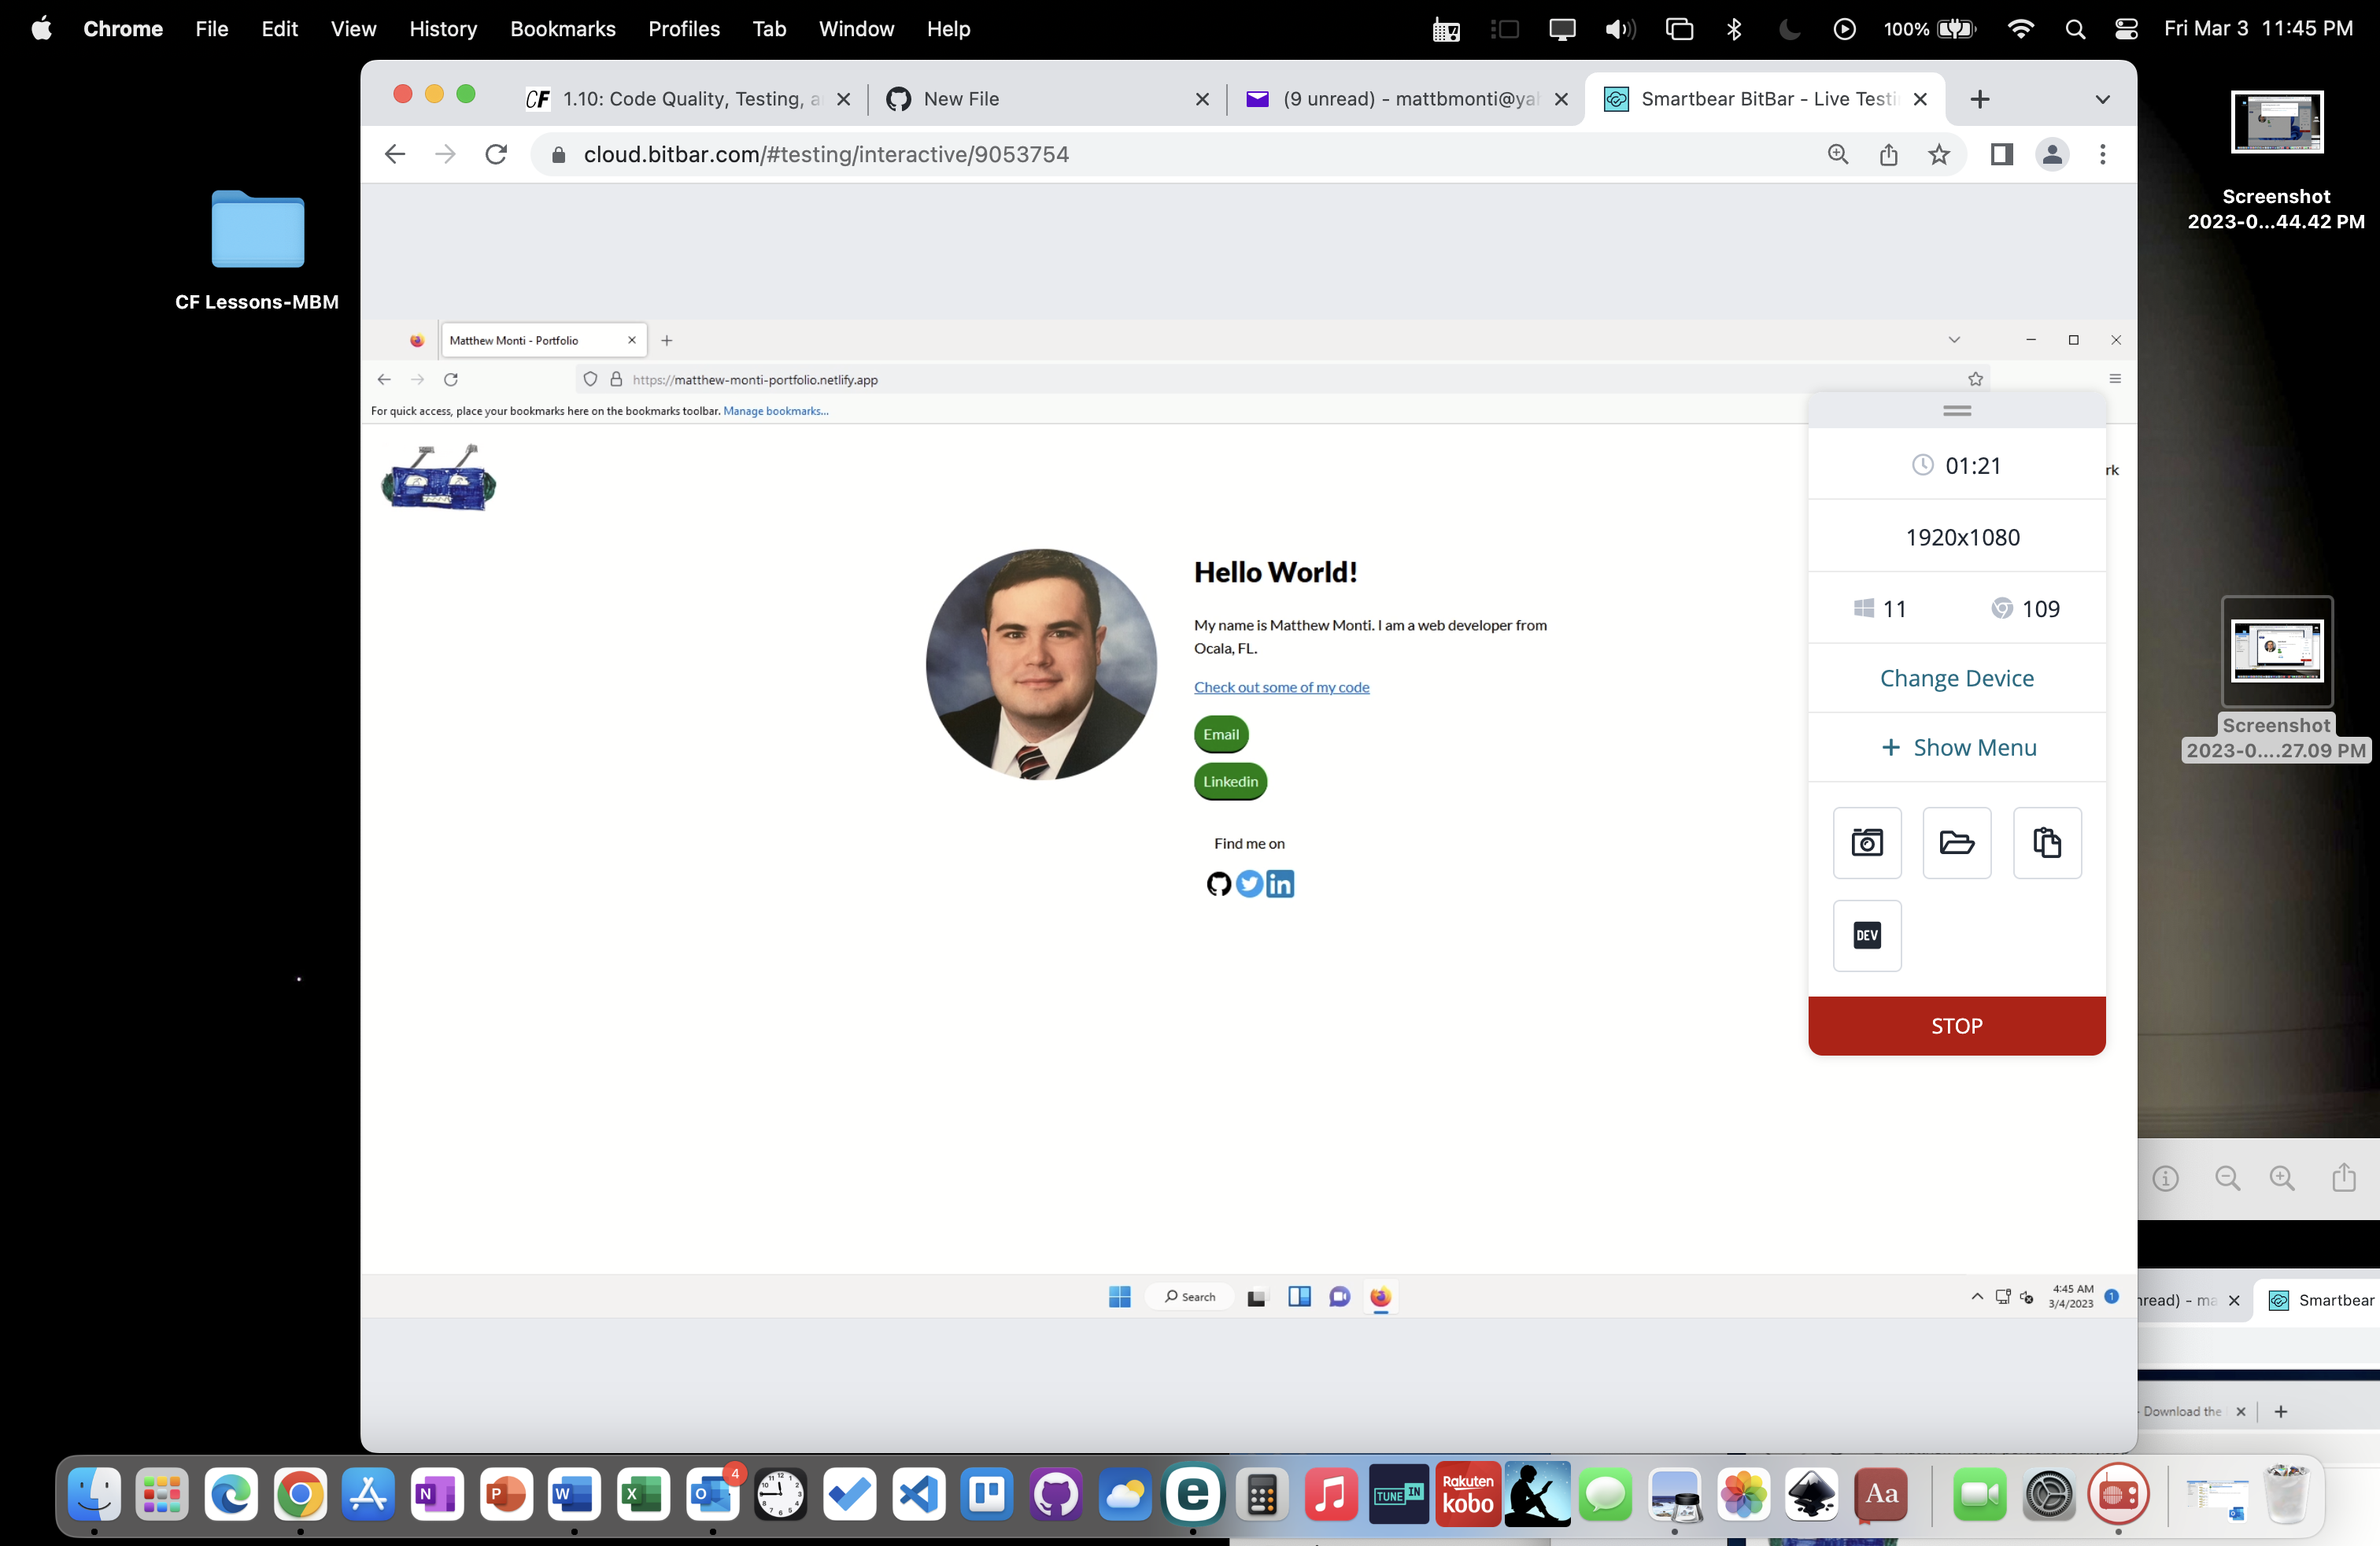 Chrome File Edit View History Bookmarks Profiles Tab Window Help 100% Fri Mar 3 11:45 PM
CF 1.10: Code Quality, Testing, a
New File
(9 unread) - mattbmonti@yah
Smartbear BitBar - Live Testi
cloud.bitbar.com/#testing/interactive/9053754
Screenshot
2023-0...44.42 PM
CF Lessons-MBM
Matthew Monti - Portfolio
https://matthew-monti-portfolio.netlify.app
For quick access, place your bookmarks here on the bookmarks toolbar. Manage bookmarks...
rk
Hello World!
My name is Matthew Monti. I am a web developer from
Ocala, FL.
Check out some of my code
Email
Linkedin
Find me on
in
01:21
1920x1080
11 109
Change Device
+ Show Menu
DEV
STOP
Screenshot
2023-0....27.09 PM
Search
4:45 AM
3/4/2023
1
nread) - ma
Smartbear
Download the
4
N
P
W
X
O
e
TUNE IN
Rakuten
kobo
Aa